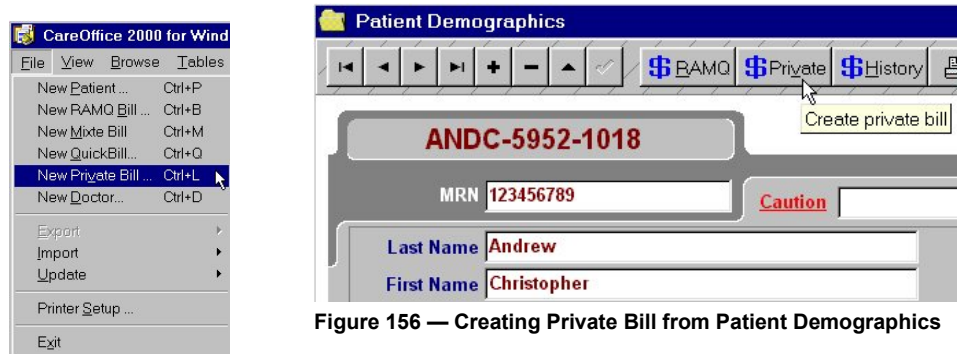 CareOffice 2000 for Wind
File View Browse Tables
New Patient ... Ctrl+P
New RAMQ Bill ... Ctrl+B
New Mixte Bill Ctrl+M
New QuickBill... Ctrl+Q
New Private Bill ... Ctrl+L
New Doctor... Ctrl+D
Export
Import
Update
Printer Setup ...
Exit
Patient Demographics
$ RAMQ $ Private $ History
Create private bill
ANDC-5952-1018
MRN 123456789
Caution
Last Name Andrew
First Name Christopher
Figure 156 — Creating Private Bill from Patient Demographics